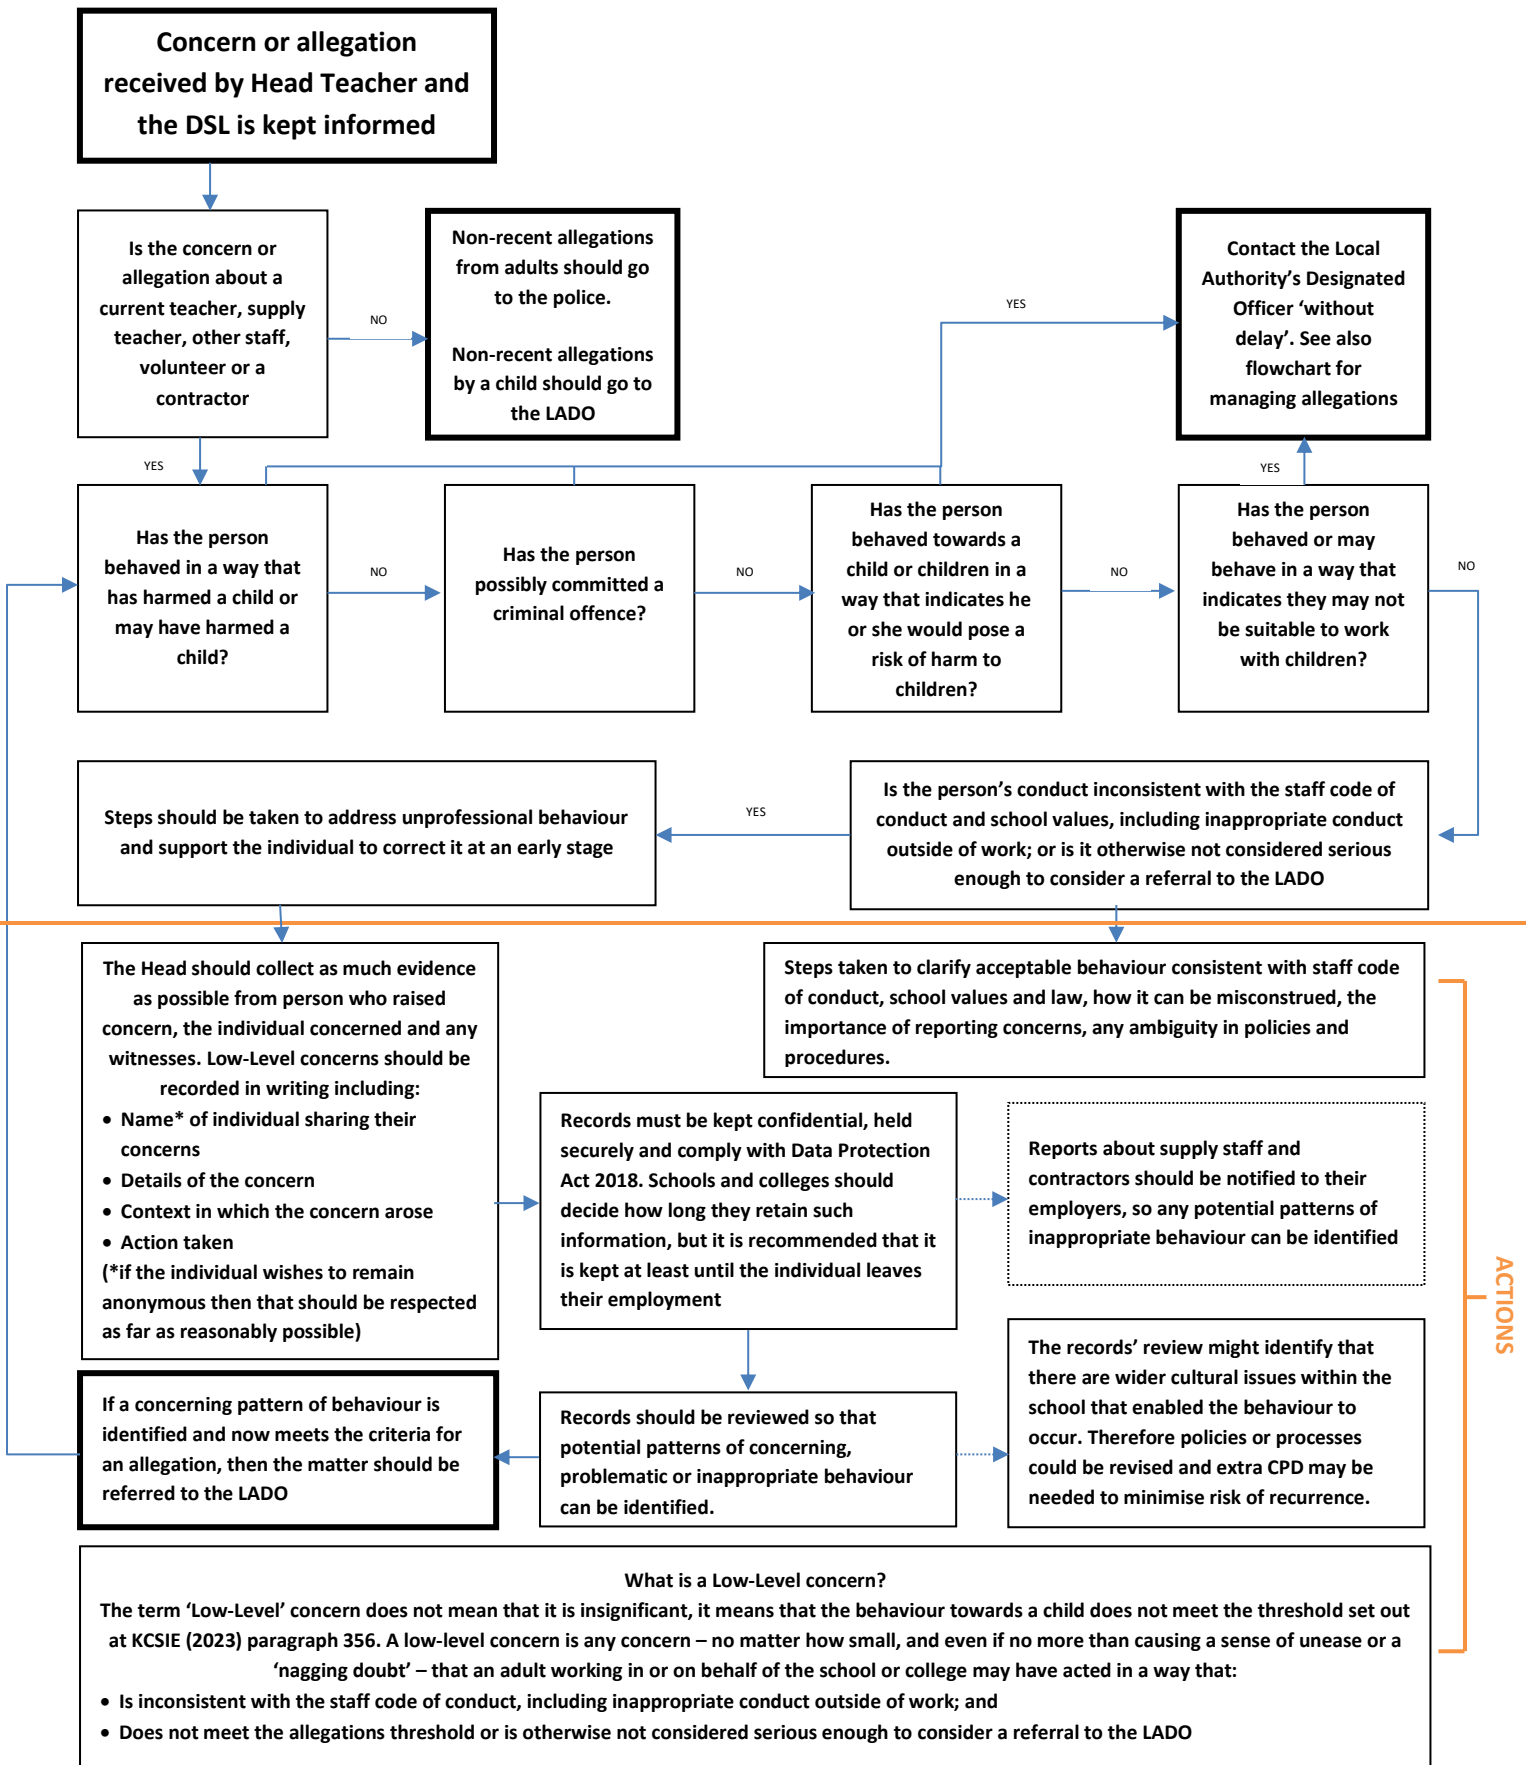 Concern or allegation
received by Head Teacher and
the DSL is kept informed
Is the concern or
allegation about a
current teacher, supply
teacher, other staff,
volunteer or a
contractor
NO
Non-recent allegations
from adults should go
to the police.
Non-recent allegations
by a child should go to
the LADO
YES
Contact the Local
Authority's Designated
Officer 'without
delay'. See also
flowchart for
managing allegations
YES
YES
Has the person
behaved in a way that
has harmed a child or
may have harmed a
child?
NO
Has the person
possibly committed a
criminal offence?
NO
Has the person
behaved towards a
child or children in a
way that indicates he
or she would pose a
risk of harm to
children?
NO
Has the person
behaved or may
behave in a way that
indicates they may not
be suitable to work
with children?
NO
Steps should be taken to address unprofessional behaviour
and support the individual to correct it at an early stage
YES
Is the person's conduct inconsistent with the staff code of
conduct and school values, including inappropriate conduct
outside of work; or is it otherwise not considered serious
enough to consider a referral to the LADO
The Head should collect as much evidence
as possible from person who raised
concern, the individual concerned and any
witnesses. Low-Level concerns should be
recorded in writing including:
• Name* of individual sharing their
concerns
• Details of the concern
• Context in which the concern arose
• Action taken
(*if the individual wishes to remain
anonymous then that should be respected
as far as reasonably possible)
Steps taken to clarify acceptable behaviour consistent with staff code
of conduct, school values and law, how it can be misconstrued, the
importance of reporting concerns, any ambiguity in policies and
procedures.
Records must be kept confidential, held
securely and comply with Data Protection
Act 2018. Schools and colleges should
decide how long they retain such
information, but it is recommended that it
is kept at least until the individual leaves
their employment
Reports about supply staff and
contractors should be notified to their
employers, so any potential patterns of
inappropriate behaviour can be identified
ACTIONS
If a concerning pattern of behaviour is
identified and now meets the criteria for
an allegation, then the matter should be
referred to the LADO
Records should be reviewed so that
potential patterns of concerning,
problematic or inappropriate behaviour
can be identified.
The records' review might identify that
there are wider cultural issues within the
school that enabled the behaviour to
occur. Therefore policies or processes
could be revised and extra CPD may be
needed to minimise risk of recurrence.
What is a Low-Level concern?
The term 'Low-Level' concern does not mean that it is insignificant, it means that the behaviour towards a child does not meet the threshold set out
at KCSIE (2023) paragraph 356. A low-level concern is any concern – no matter how small, and even if no more than causing a sense of unease or a
'nagging doubt' – that an adult working in or on behalf of the school or college may have acted in a way that:
• Is inconsistent with the staff code of conduct, including inappropriate conduct outside of work; and
• Does not meet the allegations threshold or is otherwise not considered serious enough to consider a referral to the LADO